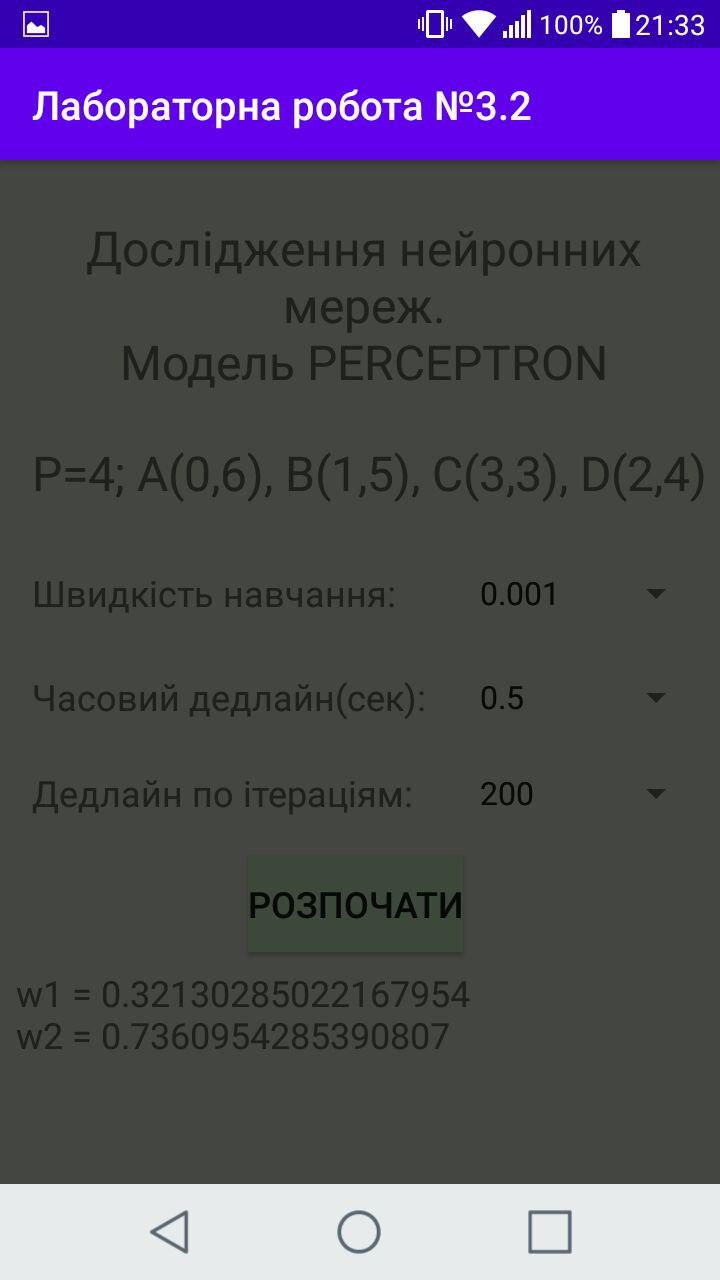 100% 21:33
Лабораторна робота №3.2
Дослідження нейронних
мереж.
Модель PERCEPTRON
P=4; A(0,6), B(1,5), C(3,3), D(2,4)
Швидкість навчання: 0.001
Часовий дедлайн(сек): 0.5
Дедлайн по ітераціям: 200
РОЗПОЧАТИ
w1 = 0.32130285022167954
w2 = 0.7360954285390807